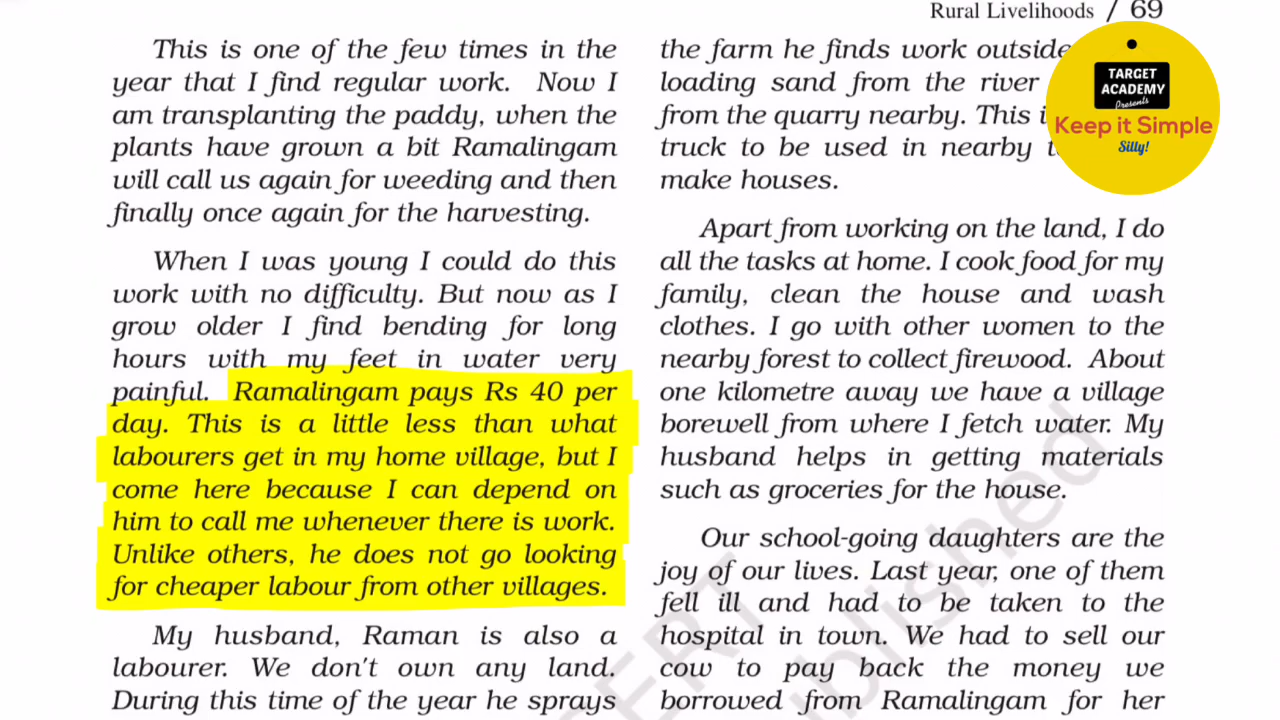 Rural Livelihoods / 69
This is one of the few times in the
year that I find regular work. Now I
am transplanting the paddy, when the
plants have grown a bit Ramalingam
will call us again for weeding and then
finally once again for the harvesting.
When I was young I could do this
work with no difficulty. But now as I
grow older I find bending for long
hours with my feet in water very
painful. Ramalingam pays Rs 40 per
day. This is a little less than what
labourers get in my home village, but I
come here because I can depend on
him to call me whenever there is work.
Unlike others, he does not go looking
for cheaper labour from other villages.
My husband, Raman is also a
labourer. We don't own any land.
During this time of the year he sprays
the farm he finds work outside
loading sand from the river
from the quarry nearby. This
truck to be used in nearby
make houses.
Apart from working on the land, I do
all the tasks at home. I cook food for my
family, clean the house and wash
clothes. I go with other women to the
nearby forest to collect firewood. About
one kilometre away we have a village
borewell from where I fetch water. My
husband helps in getting materials
such as groceries for the house.
Our school-going daughters are the
joy of our lives. Last year, one of them
fell ill and had to be taken to the
hospital in town. We had to sell our
cow to pay back the money we
borrowed from Ramalingam for her
TARGET
ACADEMY
Presents
Keep it Simple
Silly!